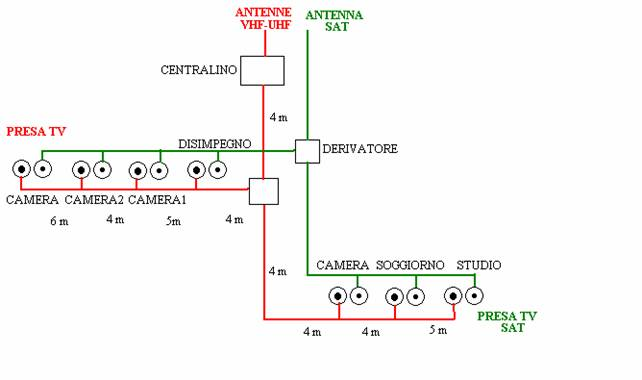 ANTENNE
VHF-UHF
ANTENNA
SAT
CENTRALINO
4 m
PRESA TV
DISIMPEGNO
DERIVATORE
CAMERA CAMERA2 CAMERA1
6 m 4 m 5m 4 m
4 m
CAMERA SOGGIORNO STUDIO
PRESA TV
SAT
4 m 4 m 5 m